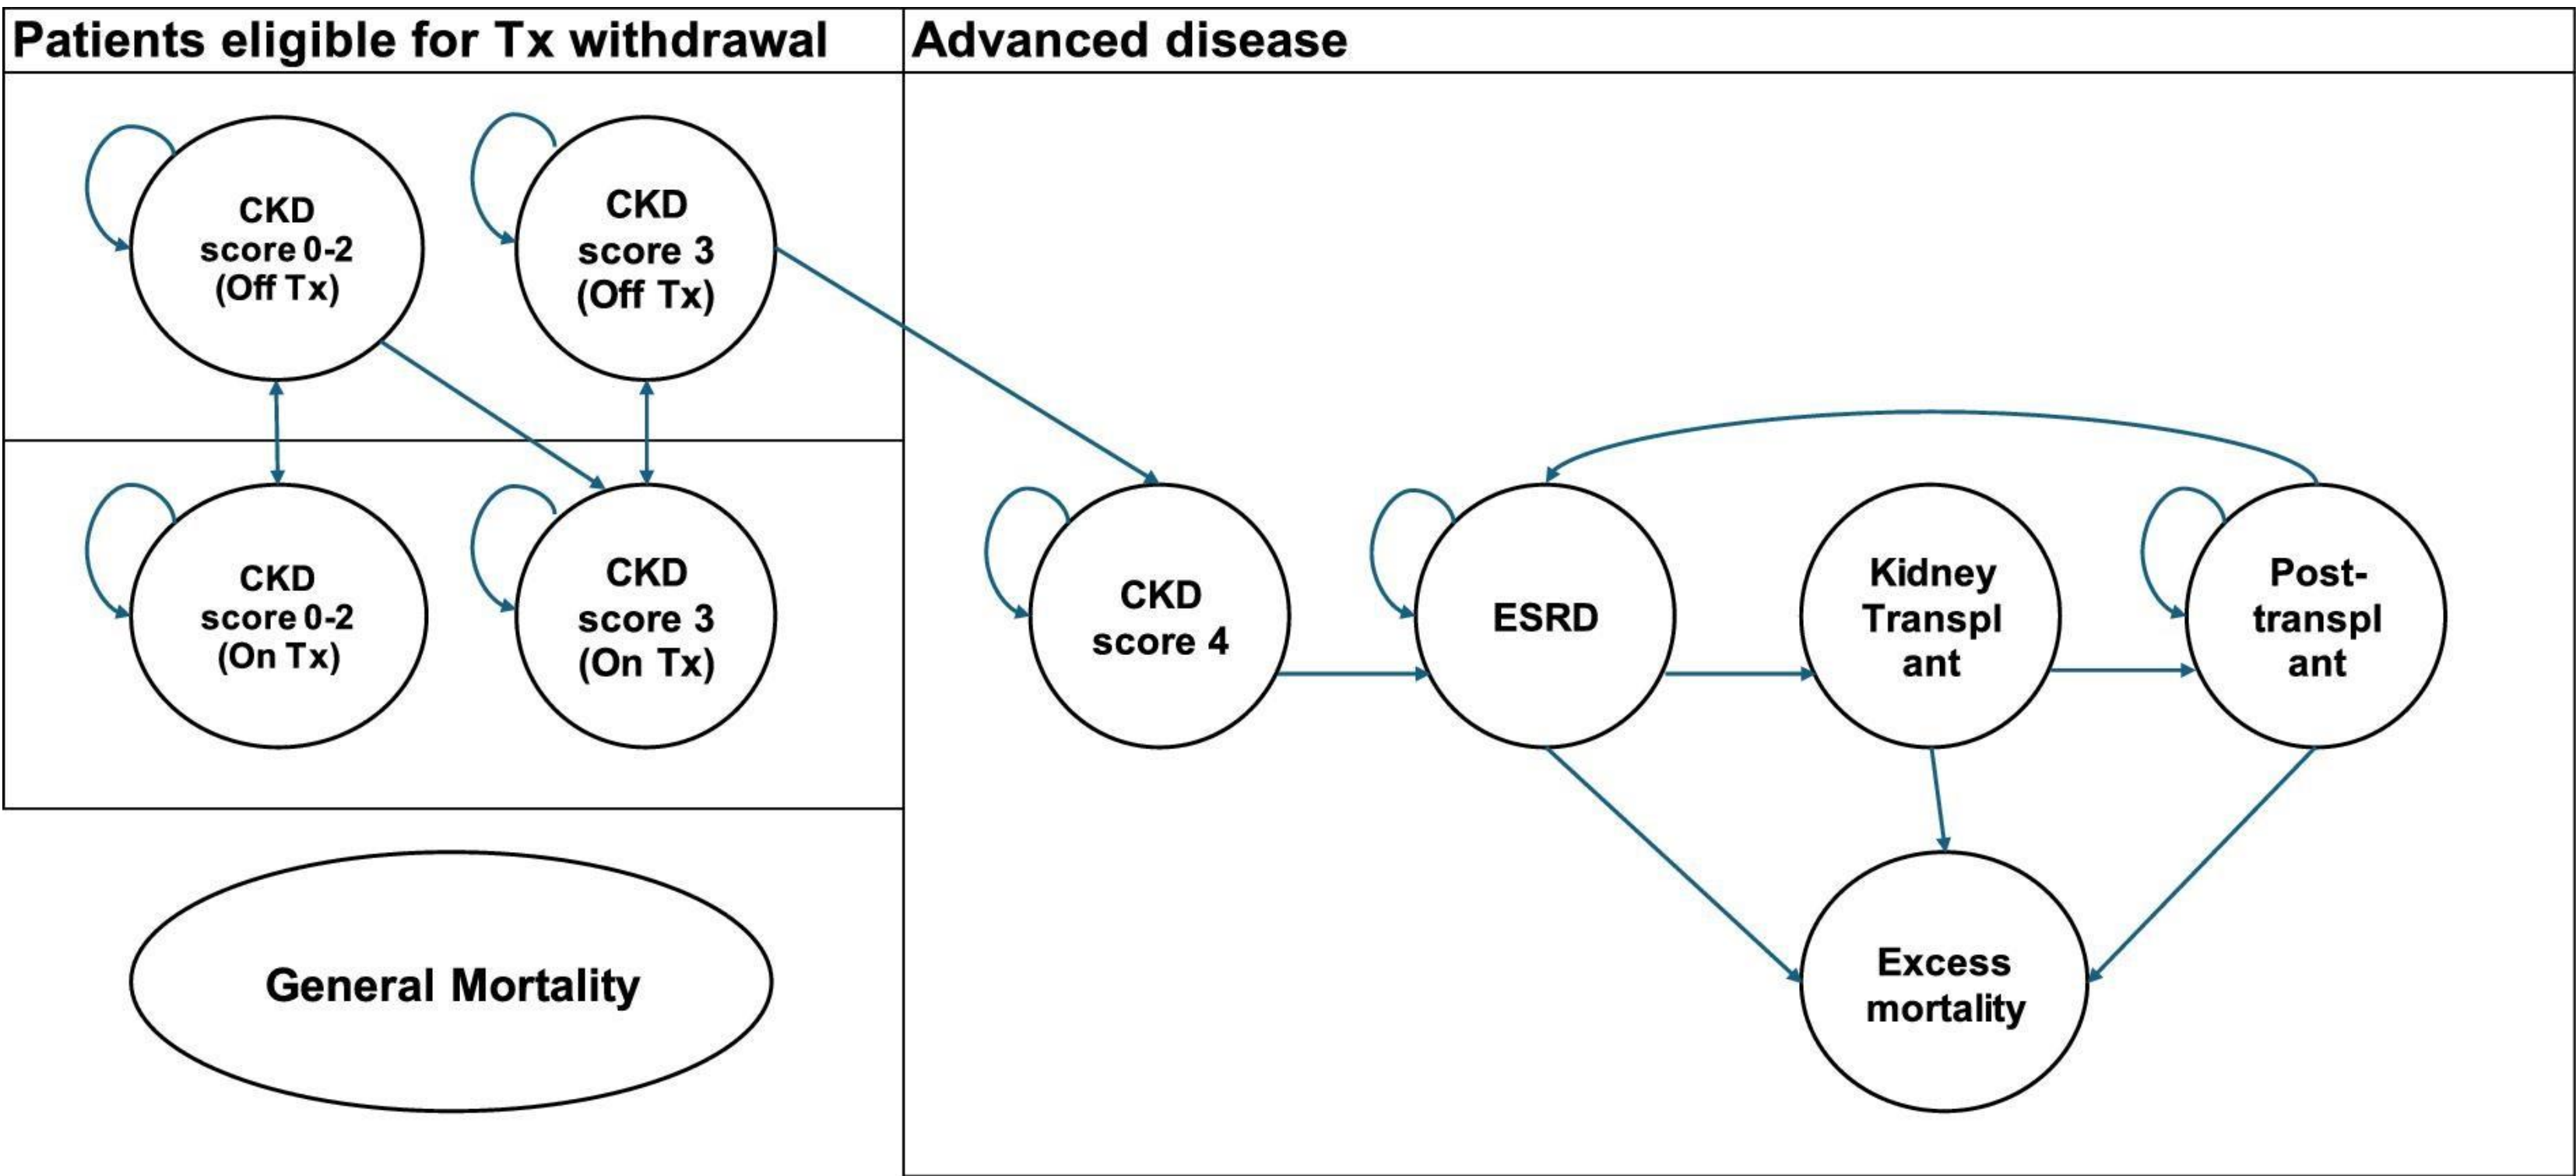 Patients eligible for Tx withdrawal
Advanced disease
CKD
score 0-2
(Off Tx)
CKD
score 3
(Off Tx)
CKD
score 0-2
(On Tx)
CKD
score 3
(On Tx)
CKD
score 4
ESRD
Kidney
Transpl
ant
Post-
transpl
ant
General Mortality
Excess
mortality